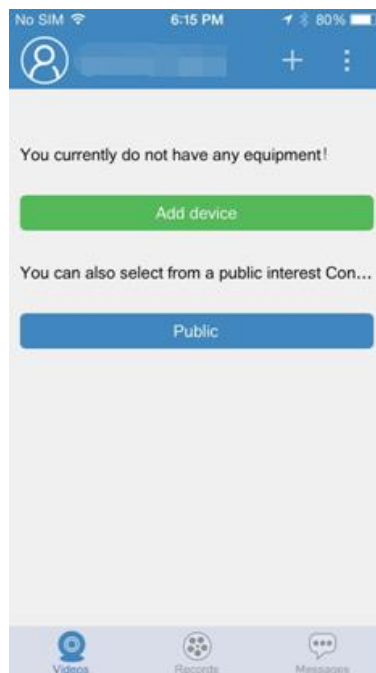 No SIM 6:15 PM 80%
You currently do not have any equipment!
Add device
You can also select from a public interest Con...
Public
Videos Records Messages